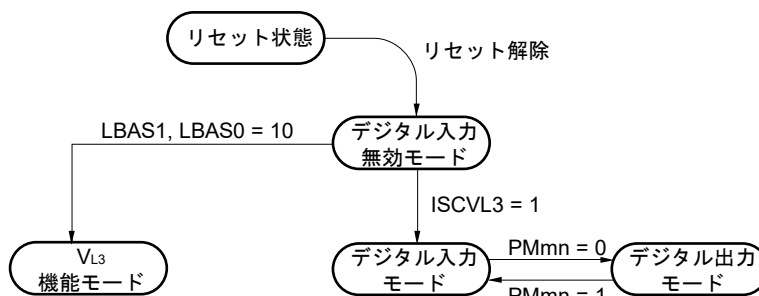 リセット状態
リセット解除
LBAS1, LBAS0 = 10
デジタル入力
無効モード
ISCVL3 = 1
VL3
機能モード
デジタル入力
モード
PMmn = 0
PMmn = 1
デジタル出力
モード